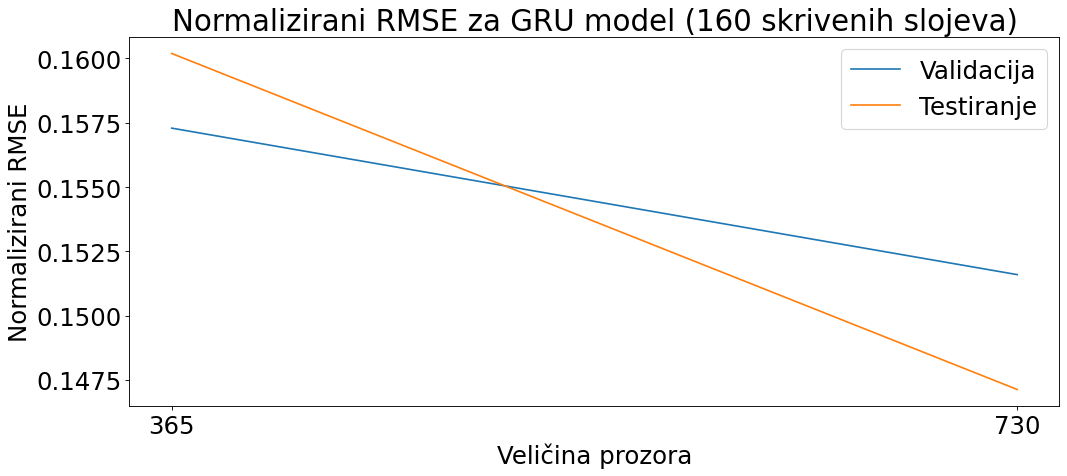 Normalizirani RMSE za GRU model (160 skrivenih slojeva)
Normalizirani RMSE
0.1600
0.1575
0.1550
0.1525
0.1500
0.1475
Validacija
Testiranje
365
730
Veličina prozora